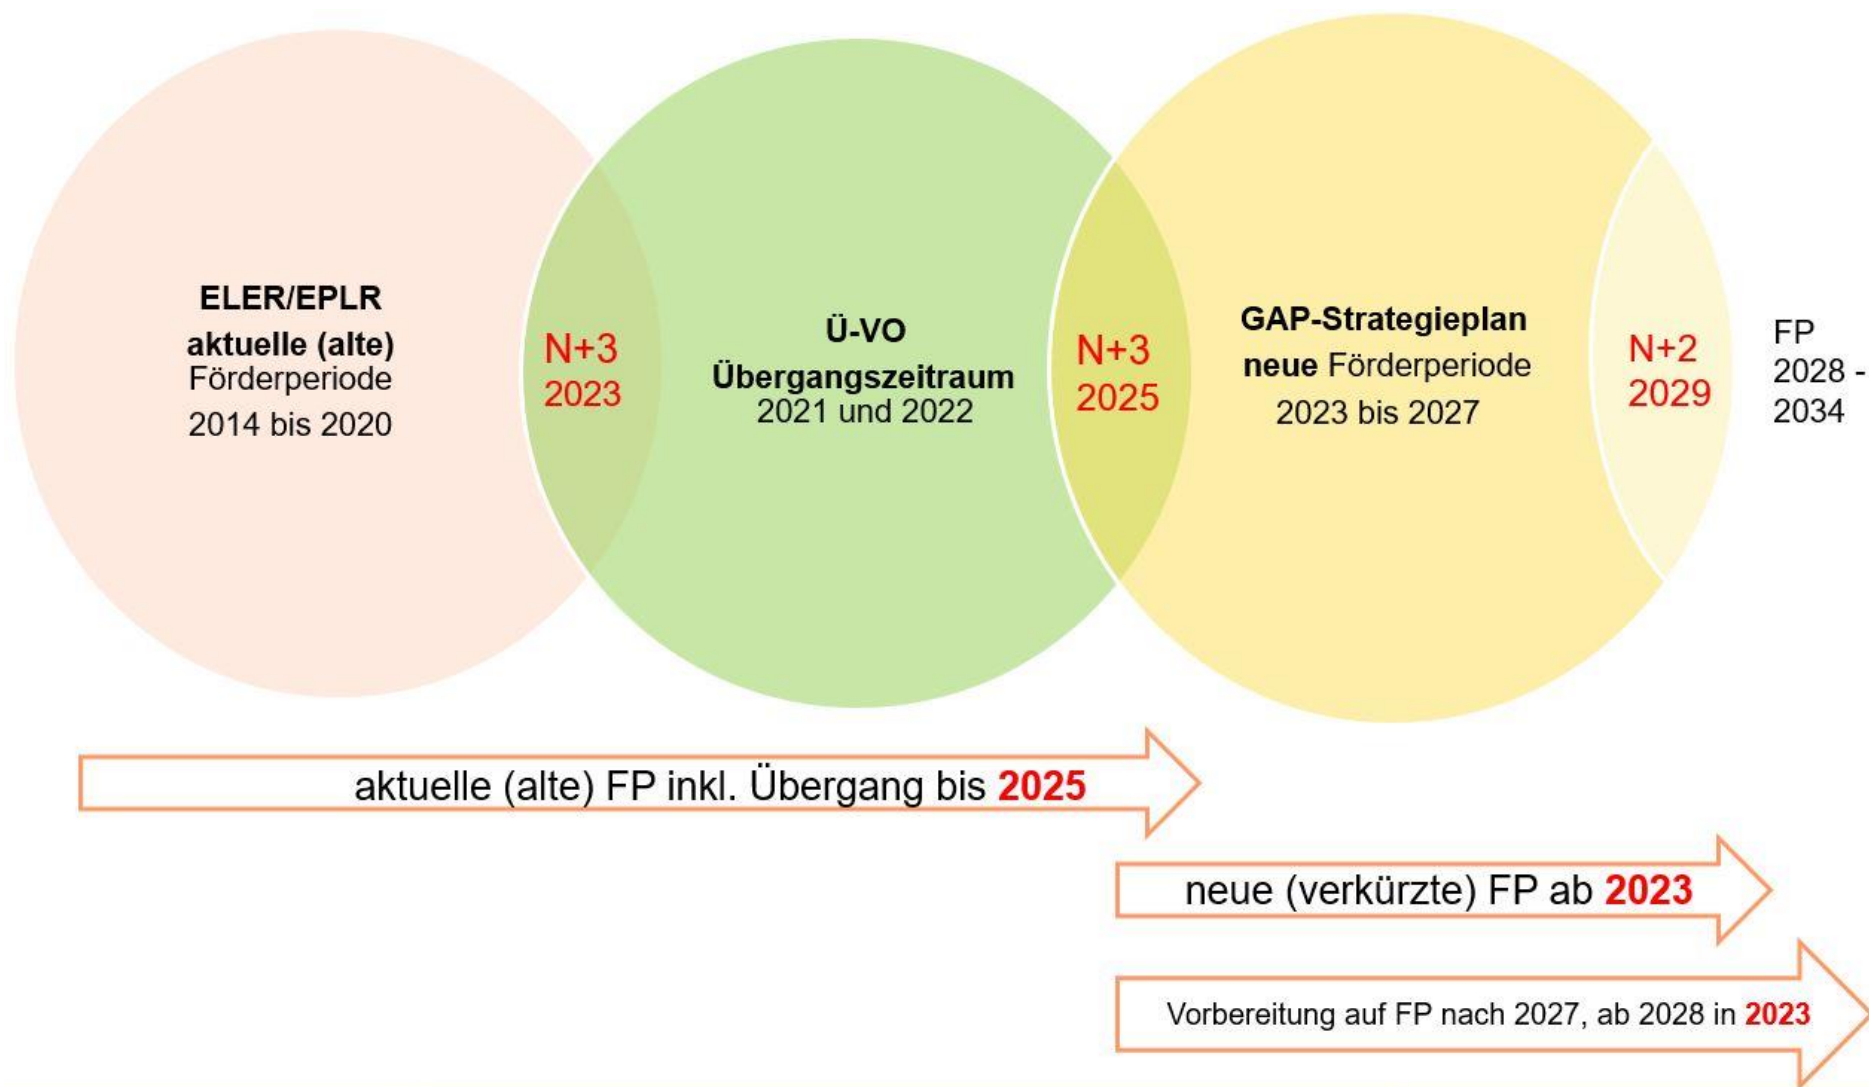 ELER/EPLR
aktuelle (alte)
Förderperiode
2014 bis 2020
N+3
2023
Ü-VO
Übergangszeitraum
2021 und 2022
N+3
2025
GAP-Strategieplan
neue Förderperiode
2023 bis 2027
N+2
2029
FP
2028 -
2034
aktuelle (alte) FP inkl. Übergang bis 2025
neue (verkürzte) FP ab 2023
Vorbereitung auf FP nach 2027, ab 2028 in 2023